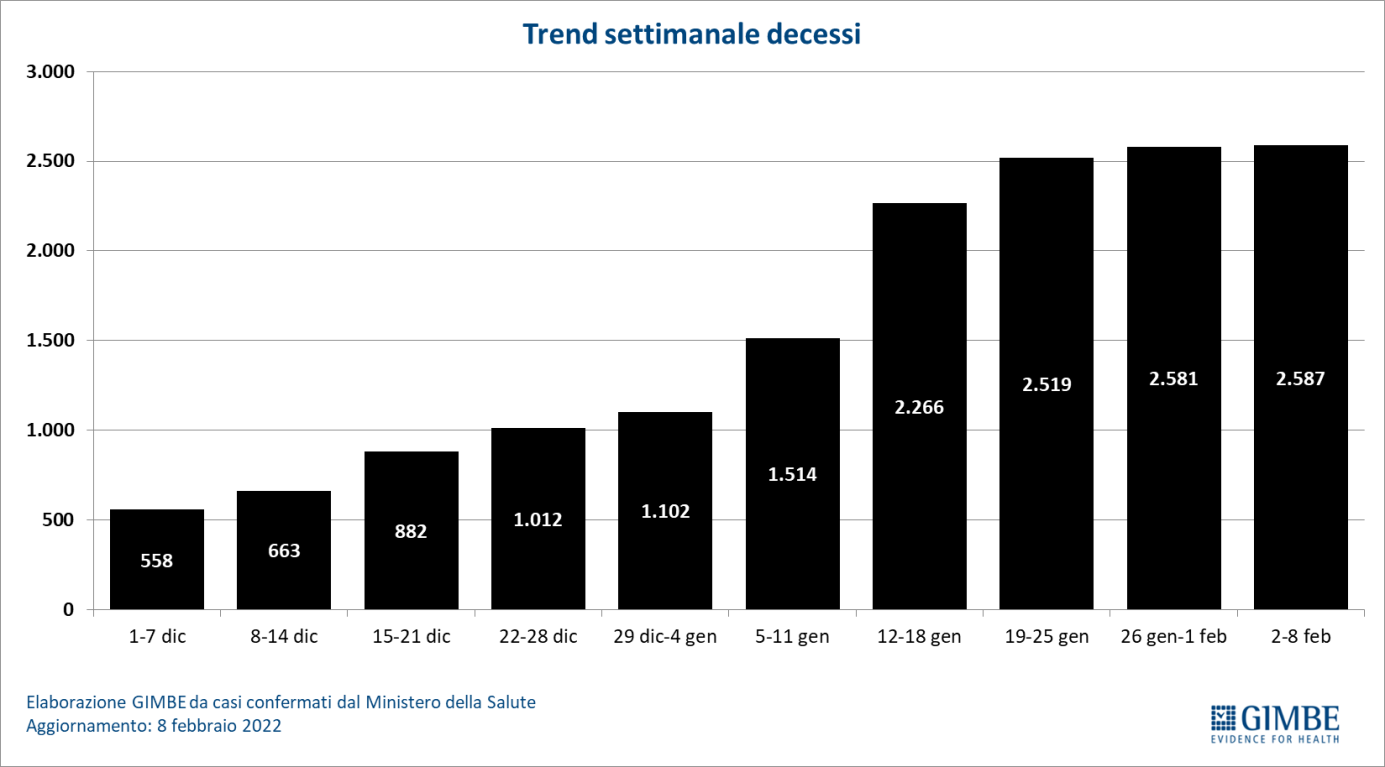 Trend settimanale decessi
3.000
2.500
2.000
1.500
1.000
500
0
558
663
882
1.012
1.102
1.514
2.266
2.519
2.581
2.587
1-7 dic
8-14 dic
15-21 dic
22-28 dic
29 dic-4 gen
5-11 gen
12-18 gen
19-25 gen
26 gen-1 feb
2-8 feb
Elaborazione GIMBE da casi confermati dal Ministero della Salute
Aggiornamento: 8 febbraio 2022
GIMBE
EVIDENCE FOR HEALTH